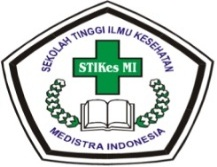 SEKOLAH TINGGI ILMU KESEHATAN
STIKes MI
MEDISTRA INDONESIA